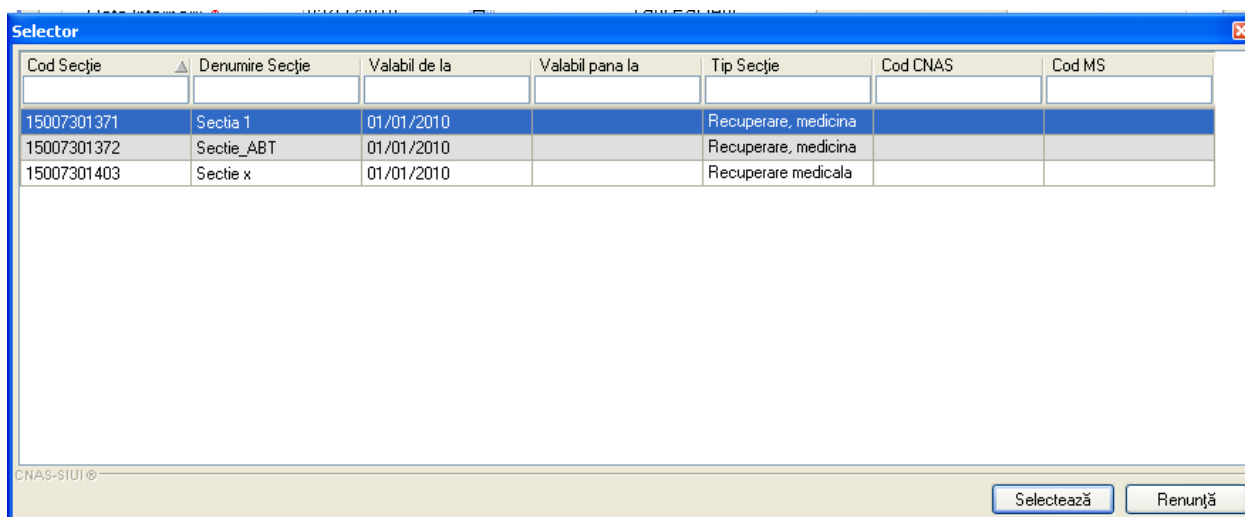 Selector
Cod Secţie Denumire Secţie Valabil de la Valabil pana la Tip Secţie Cod CNAS Cod MS
15007301371 Sectia 1 01/01/2010 Recuperare, medicina
15007301372 Sectie_ABT 01/01/2010 Recuperare, medicina
15007301403 Sectie x 01/01/2010 Recuperare medicala
CNAS-SIUI ®
Selectează Renunţă